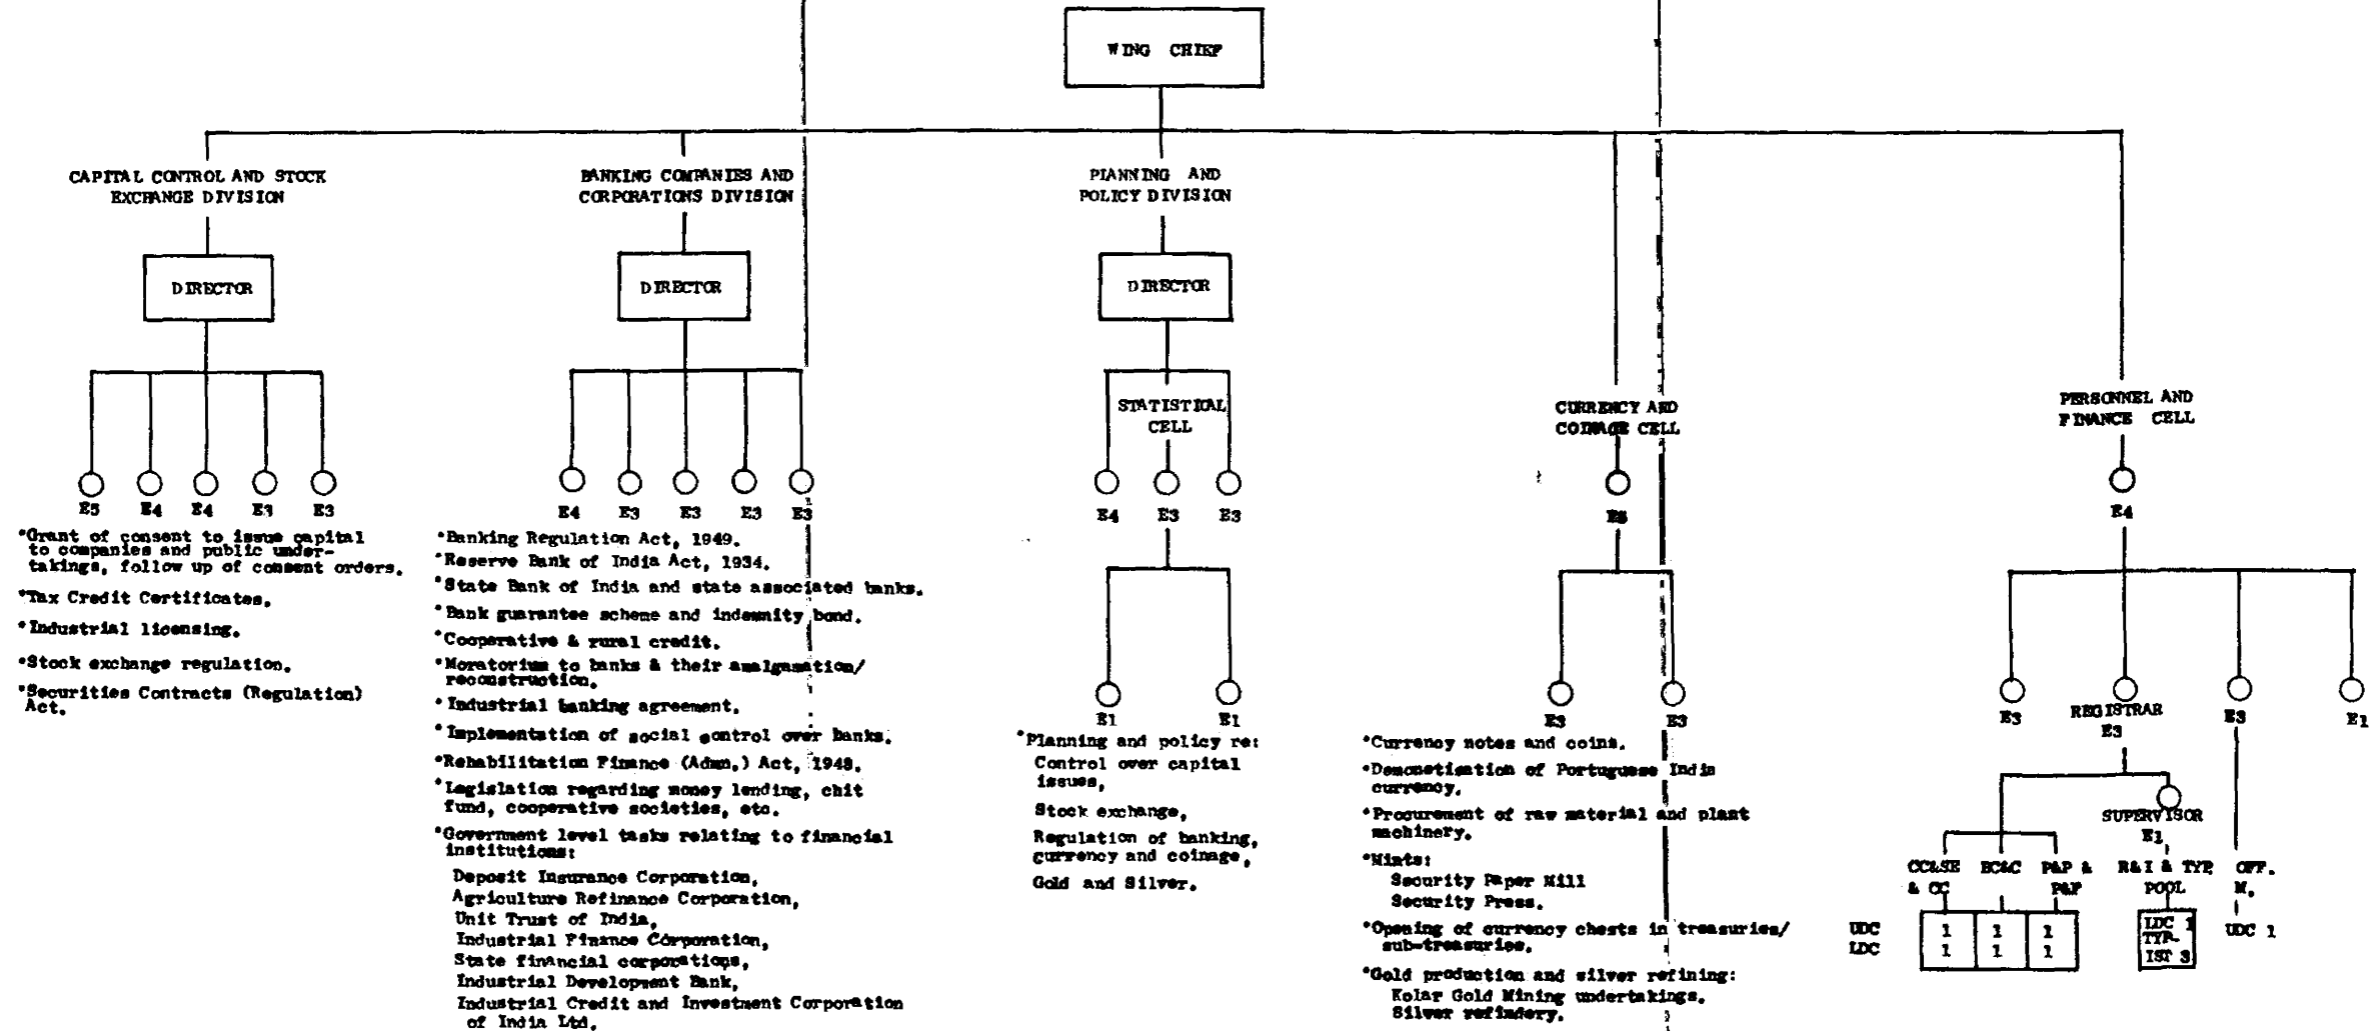 WING CHIEF
CAPITAL CONTROL AND STOCK
EXCHANGE DIVISION
DIRECTOR
E5 E4 E4 E3 E3
*Grant of consent to issue capital
to companies and public under-
takings, follow up of consent orders.
*Tax Credit Certificates.
*Industrial licensing.
*Stock exchange regulation.
*Securities Contracts (Regulation)
Act.
BANKING COMPANIES AND
CORPORATIONS DIVISION
DIRECTOR
E4 E3 E3 E3 E3
*Banking Regulation Act, 1949.
*Reserve Bank of India Act, 1934.
*State Bank of India and state associated banks.
*Bank guarantee scheme and indemnity bond.
*Cooperative & rural credit.
*Moratorium to banks & their amalgamation/
reconstruction.
*Industrial banking agreement.
*Implementation of social control over banks.
*Rehabilitation Finance (Admn.) Act, 1948.
*Legislation regarding money lending, chit
fund, cooperative societies, etc.
*Government level tasks relating to financial
institutions:
Deposit Insurance Corporation,
Agriculture Refinance Corporation,
Unit Trust of India,
Industrial Finance Corporation,
State financial corporations,
Industrial Development Bank,
Industrial Credit and Investment Corporation
of India Ltd.
PLANNING AND
POLICY DIVISION
DIRECTOR
STATISTICAL
CELL
E4 E3 E3
E1 E1
*Planning and policy re:
Control over capital
issues,
Stock exchange,
Regulation of banking,
currency and coinage,
Gold and Silver.
CURRENCY AND
COINAGE CELL
E3 E3
*Currency notes and coins.
*Demonetisation of Portuguese India
currency.
*Procurement of raw material and plant
machinery.
*Mints:
Security Paper Mill
Security Press.
*Opening of currency chests in treasuries/
sub-treasuries.
*Gold production and silver refining:
Kolar Gold Mining undertakings.
Silver refindery.
PERSONNEL AND
FINANCE CELL
E4
E3 REGISTRAR E3 E1
E3
SUPERVISOR
E1
CC&SE BC&C P&P & R&I & TYP. OFF.
& CC P&F POOL M.
UDC 1 1 1 LDC 1 UDC 1
LDC 1 1 1 TYP-
IST 3